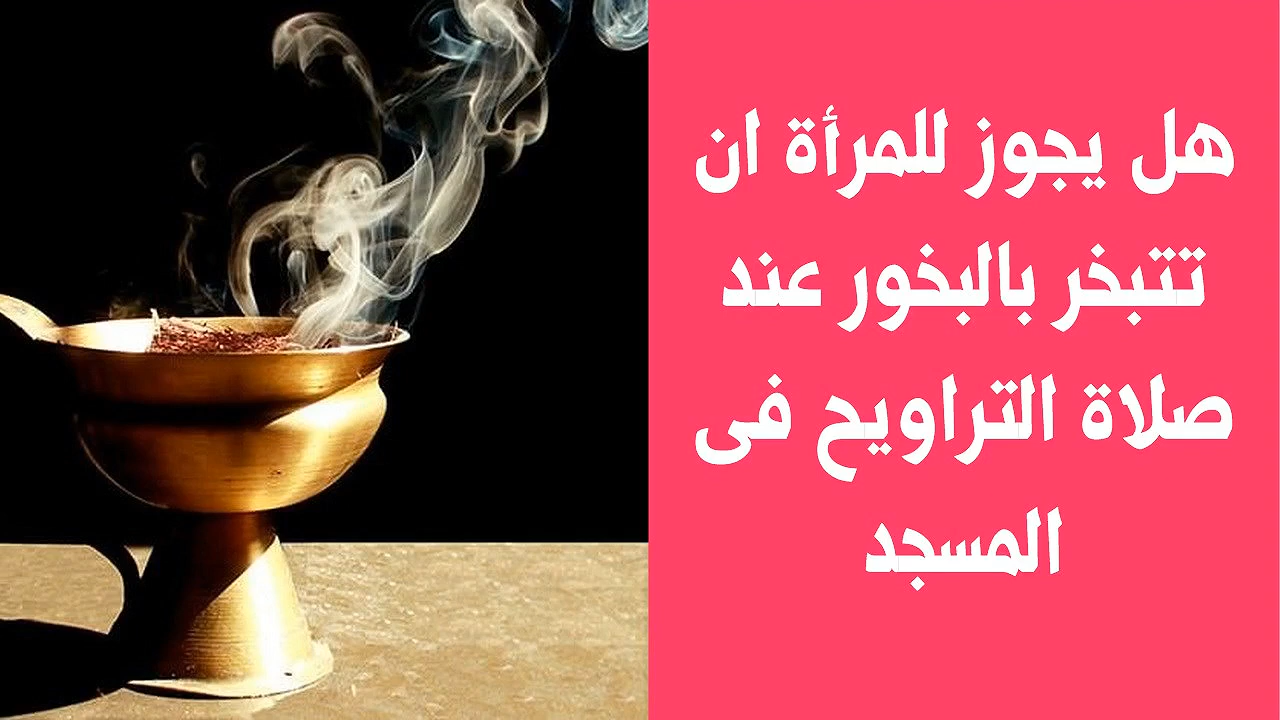 هل يجوز للمرأة ان
تتبخر بالبخور عند
صلاة التراويح فى
المسجد